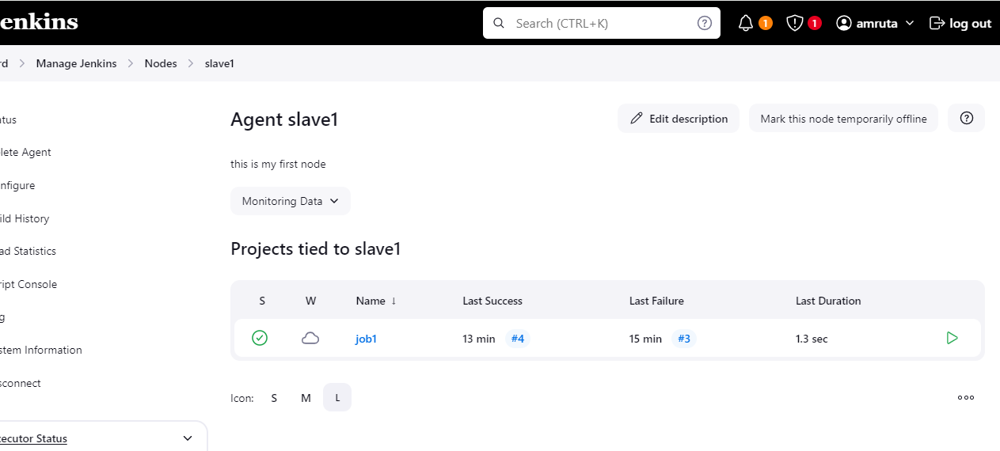 enkins
Search (CTRL+K)
1
1
amruta
log out
rd > Manage Jenkins > Nodes > slave1
atus
lete Agent
nfigure
ild History
ad Statistics
ript Console
g
stem Information
sconnect
ecutor Status
Agent slave1
Edit description
Mark this node temporarily offline
this is my first node
Monitoring Data
Projects tied to slave1
S W Name ↓ Last Success Last Failure Last Duration
job1 13 min #4 15 min #3 1.3 sec
Icon: S M L